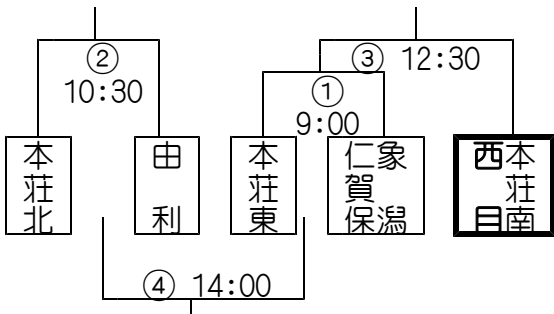 ② 10:30
③ 12:30
① 9:00
本荘北
由利
本荘東
仁賀保
象潟
西目
本荘南
④ 14:00